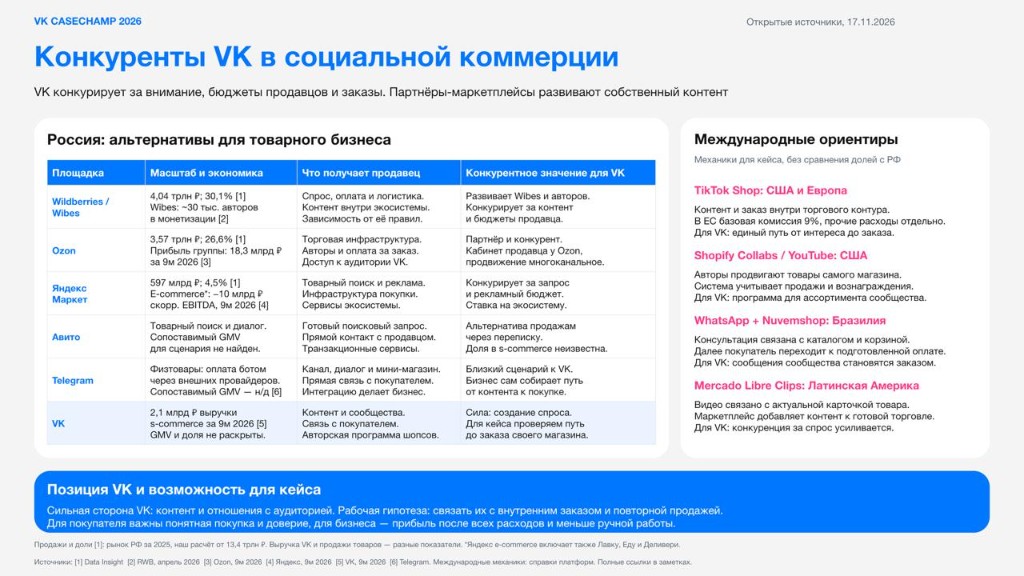 VK CASECHAMP 2026
Открытые источники, 17.11.2026
Конкуренты VK в социальной коммерции
VK конкурирует за внимание, бюджеты продавцов и заказы. Партнёры-маркетплейсы развивают собственный контент
Россия: альтернативы для товарного бизнеса
Площадка
Масштаб и экономика
Что получает продавец
Конкурентное значение для VK
Wildberries /
Wibes
4,04 трлн ₽; 30,1% [1]
Wibes: ~30 тыс. авторов
в монетизации [2]
Спрос, оплата и логистика.
Контент внутри экосистемы.
Зависимость от её правил.
Развивает Wibes и авторов.
Конкурирует за контент
и бюджеты продавца.
Ozon
3,57 трлн ₽; 26,6% [1]
Прибыль группы: 18,3 млрд ₽
за 9м 2026 [3]
Торговая инфраструктура.
Авторы и оплата за заказ.
Доступ к аудитории VK.
Партнёр и конкурент.
Кабинет продавца у Ozon,
продвижение многоканальное.
Яндекс
Маркет
597 млрд ₽; 4,5% [1]
E-commerce*: −10 млрд ₽
скорр. EBITDA, 9м 2026 [4]
Товарный поиск и реклама.
Инфраструктура покупки.
Сервисы экосистемы.
Конкурирует за запрос
и рекламный бюджет.
Ставка на экосистему.
Авито
Товарный поиск и диалог.
Сопоставимый GMV
для сценария не найден.
Готовый поисковый запрос.
Прямой контакт с продавцом.
Транзакционные сервисы.
Альтернатива продажам
через переписку.
Доля в s-commerce неизвестна.
Telegram
Физтовары: оплата ботом
через внешних провайдеров.
Сопоставимый GMV — н/д [6]
Канал, диалог и мини-магазин.
Прямая связь с покупателем.
Интеграцию делает бизнес.
Близкий сценарий к VK.
Бизнес сам собирает путь
от контента к покупке.
VK
2,1 млрд ₽ выручки
s-commerce за 9м 2026 [5]
GMV и доля не раскрыты.
Контент и сообщества.
Связь с покупателем.
Авторская программа шопсов.
Сила: создание спроса.
Для кейса проверяем путь
до заказа своего магазина.
Международные ориентиры
Механики для кейса, без сравнения долей с РФ
TikTok Shop: США и Европа
Контент и заказ внутри торгового контура.
В ЕС базовая комиссия 9%, прочие расходы отдельно.
Для VK: единый путь от интереса до заказа.
Shopify Collabs / YouTube: США
Авторы продвигают товары самого магазина.
Система учитывает продажи и вознаграждения.
Для VK: программа для ассортимента сообщества.
WhatsApp + Nuvemshop: Бразилия
Консультация связана с каталогом и корзиной.
Далее покупатель переходит к подготовленной оплате.
Для VK: сообщения сообщества становятся заказом.
Mercado Libre Clips: Латинская Америка
Видео связано с актуальной карточкой товара.
Маркетплейс добавляет контент к готовой торговле.
Для VK: конкуренция за спрос усиливается.
Позиция VK и возможность для кейса
Сильная сторона VK: контент и отношения с аудиторией. Рабочая гипотеза: связать их с внутренним заказом и повторной продажей.
Для покупателя важны понятная покупка и доверие, для бизнеса — прибыль после всех расходов и меньше ручной работы.
Продажи и доли [1]: рынок РФ за 2025, наш расчёт от 13,4 трлн ₽. Выручка VK и продажи товаров — разные показатели. *Яндекс e-commerce включает также Лавку, Еду и Деливери.
Источники: [1] Data Insight [2] RWB, апрель 2026 [3] Ozon, 9м 2026 [4] Яндекс, 9м 2026 [5] VK, 9м 2026 [6] Telegram. Международные механики: справки платформ. Полные ссылки в заметках.